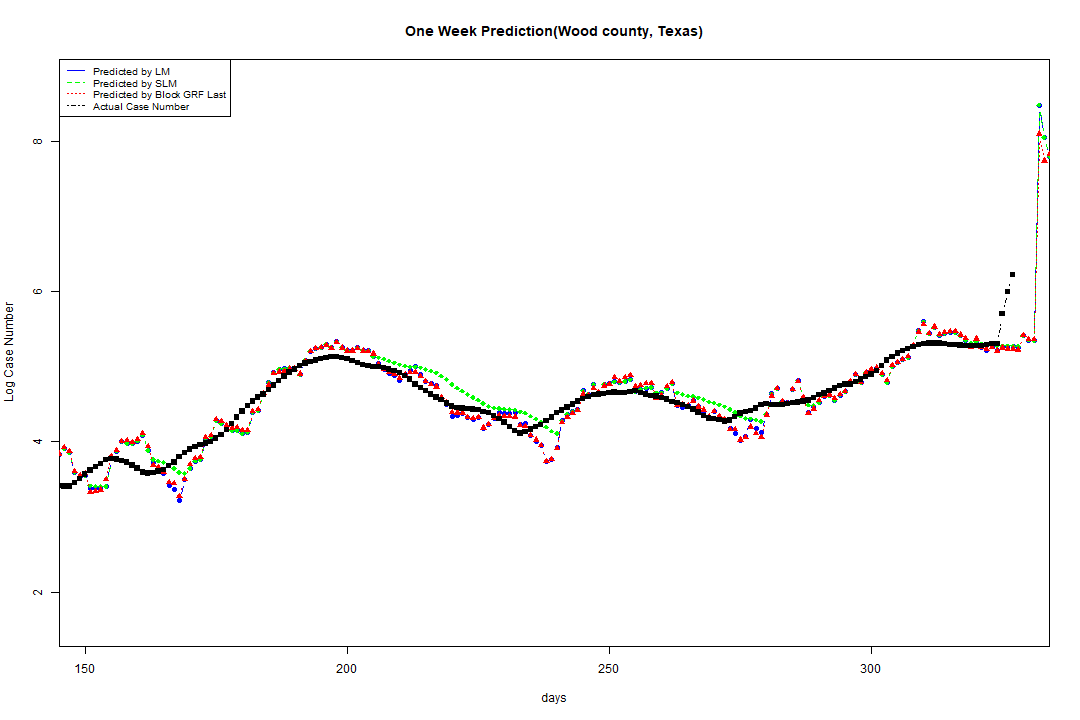 One Week Prediction(Wood county, Texas)
Predicted by LM
Predicted by SLM
Predicted by Block GRF Last
Actual Case Number
8
6
4
2
Log Case Number
150 200 250 300
days